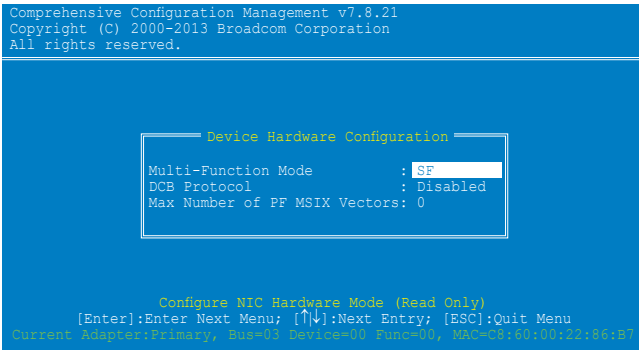 Comprehensive Configuration Management v7.8.21
Copyright (C) 2000-2013 Broadcom Corporation
All rights reserved.
Device Hardware Configuration
Multi-Function Mode : SF
DCB Protocol : Disabled
Max Number of PF MSIX Vectors: 0
Configure NIC Hardware Mode (Read Only)
[Enter]:Enter Next Menu; [↑|↓]:Next Entry; [ESC]:Quit Menu
Current Adapter:Primary, Bus=03 Device=00 Func=00, MAC=C8:60:00:22:86:B7